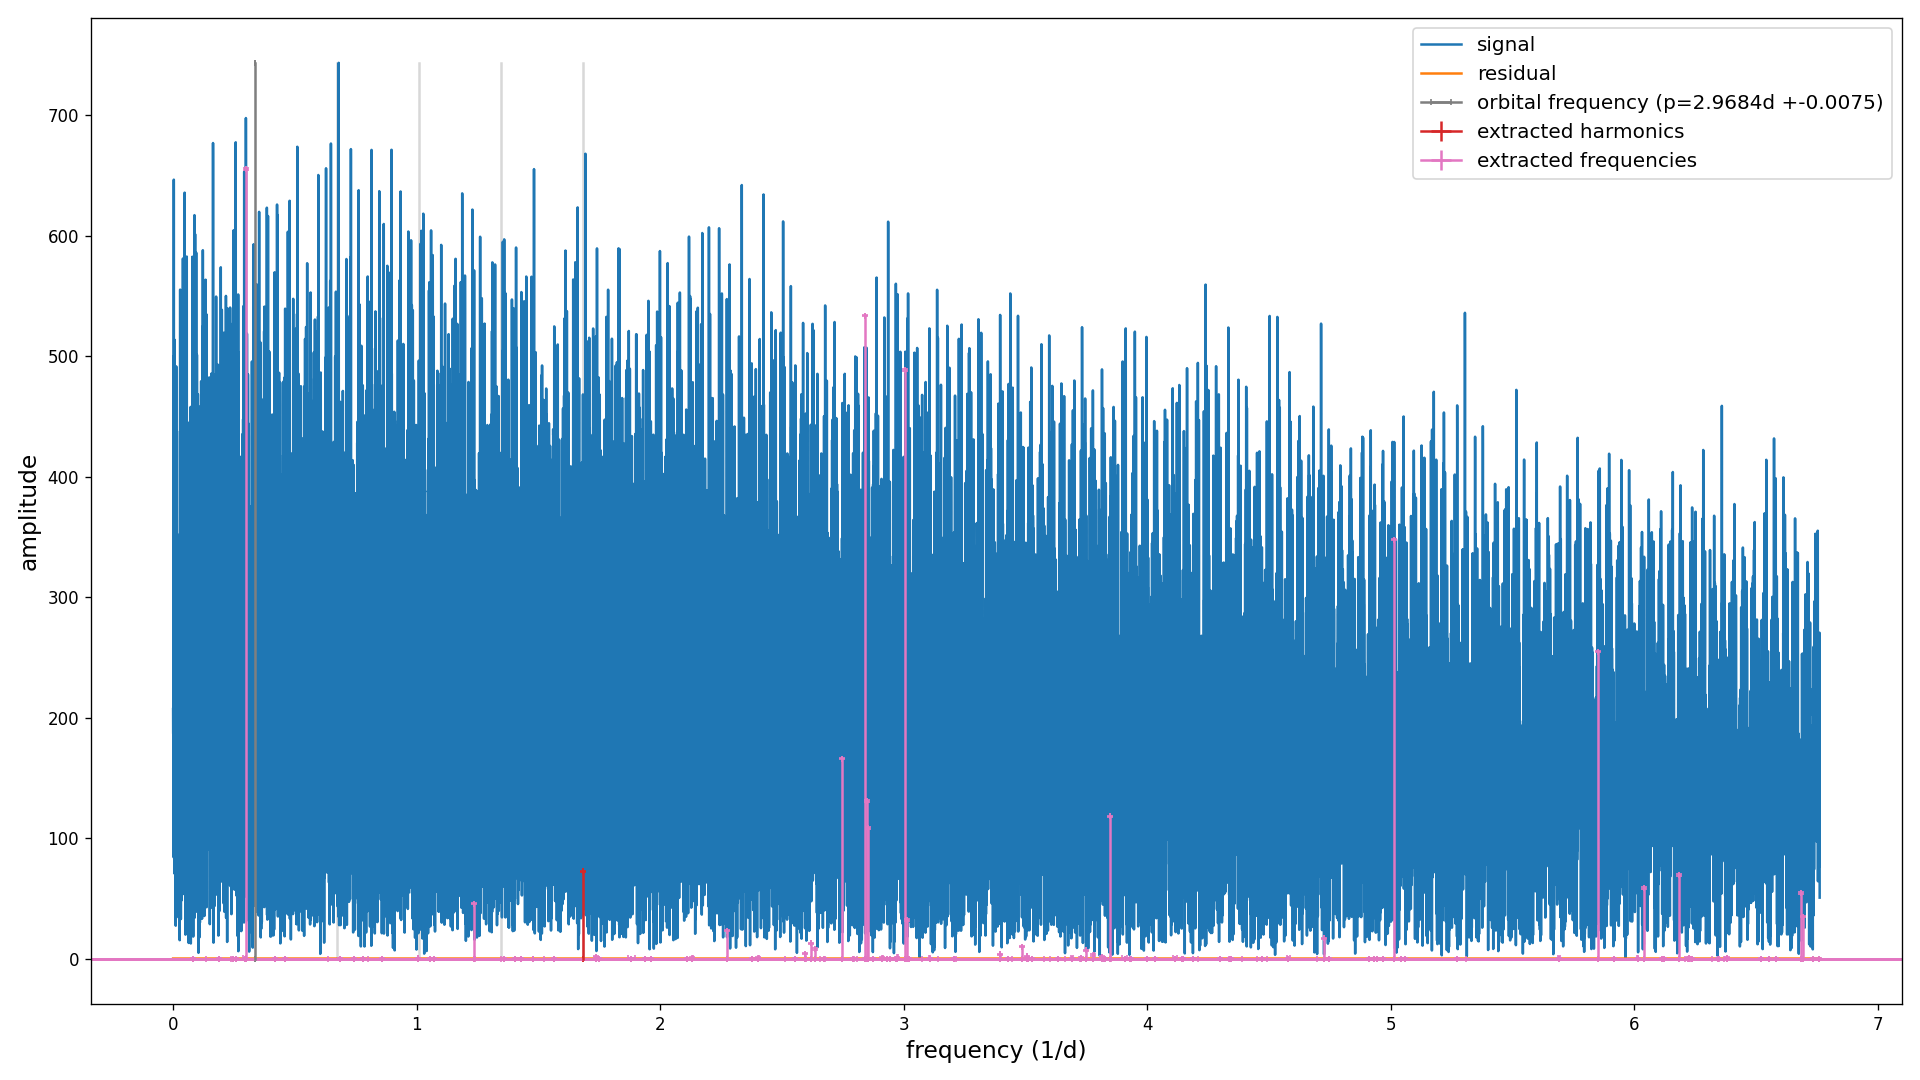 signal
residual
orbital frequency (p=2.9684d +-0.0075)
extracted harmonics
extracted frequencies
amplitude
700
600
500
400
300
200
100
0
0 1 2 3 4 5 6 7
frequency (1/d)